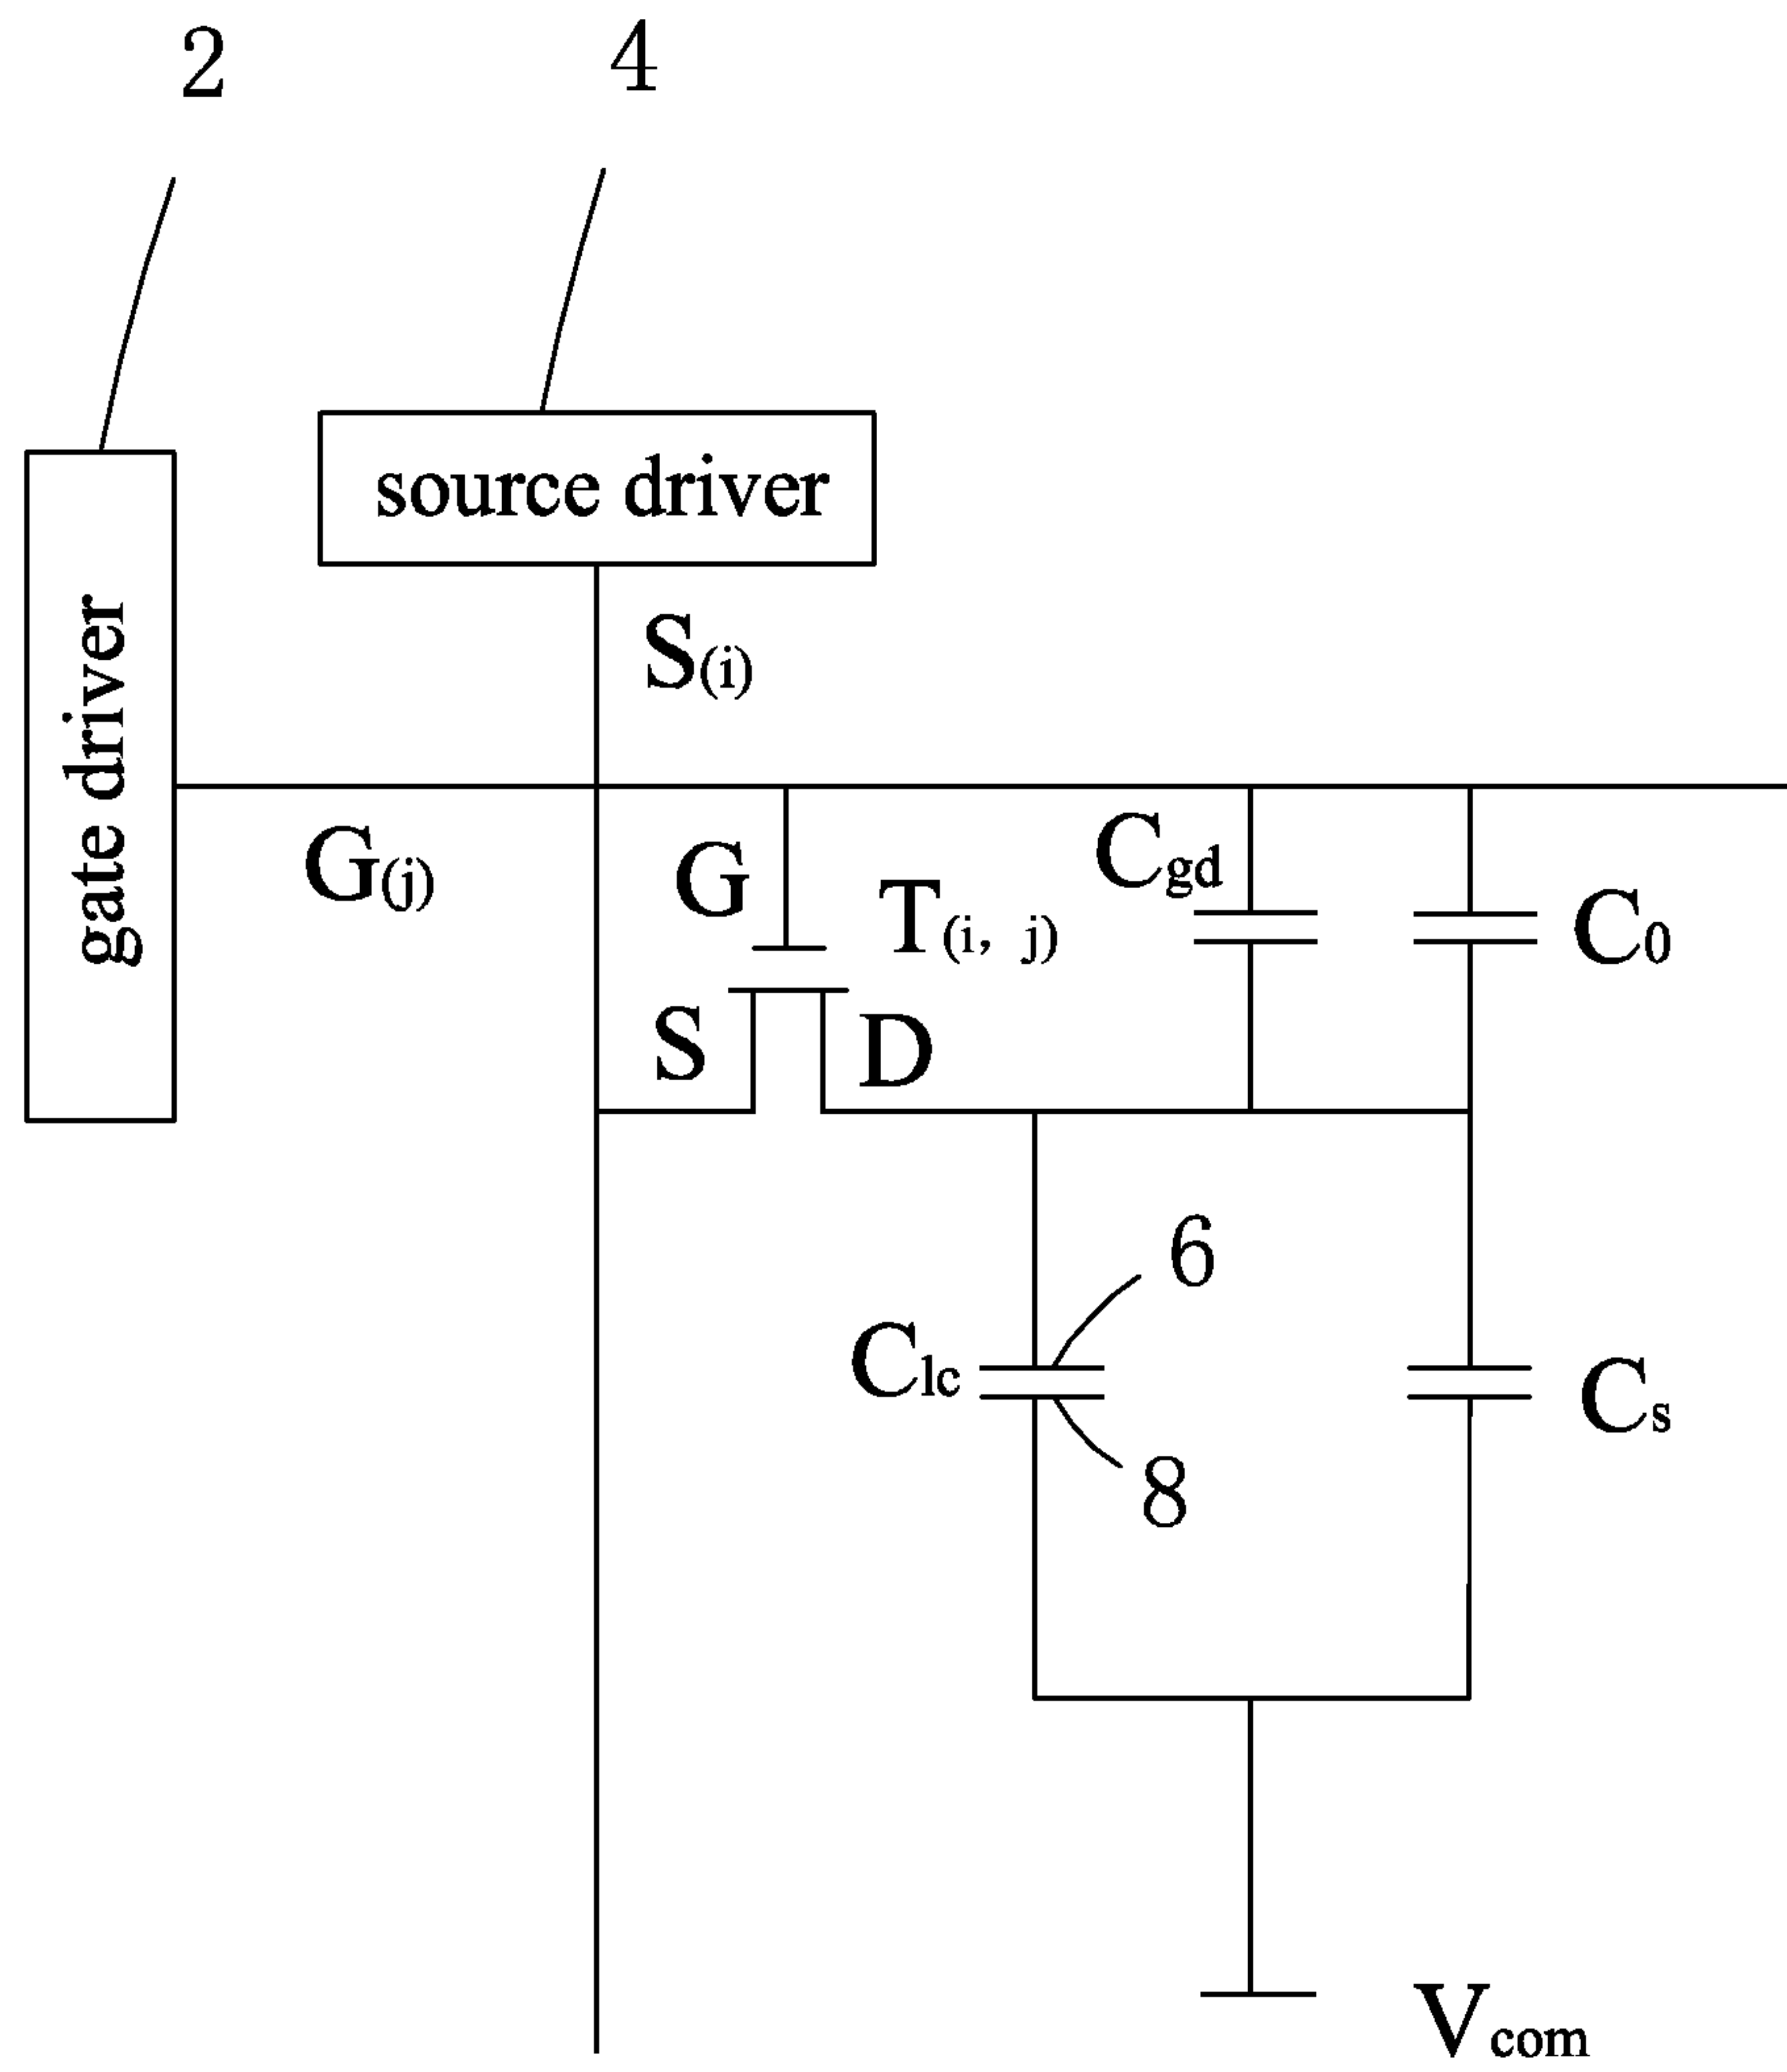 2
4
source driver
gate driver
S(i)
G(j)
G
T(i, j)
Cgd
C0
S
D
6
Clc
Cs
8
Vcom